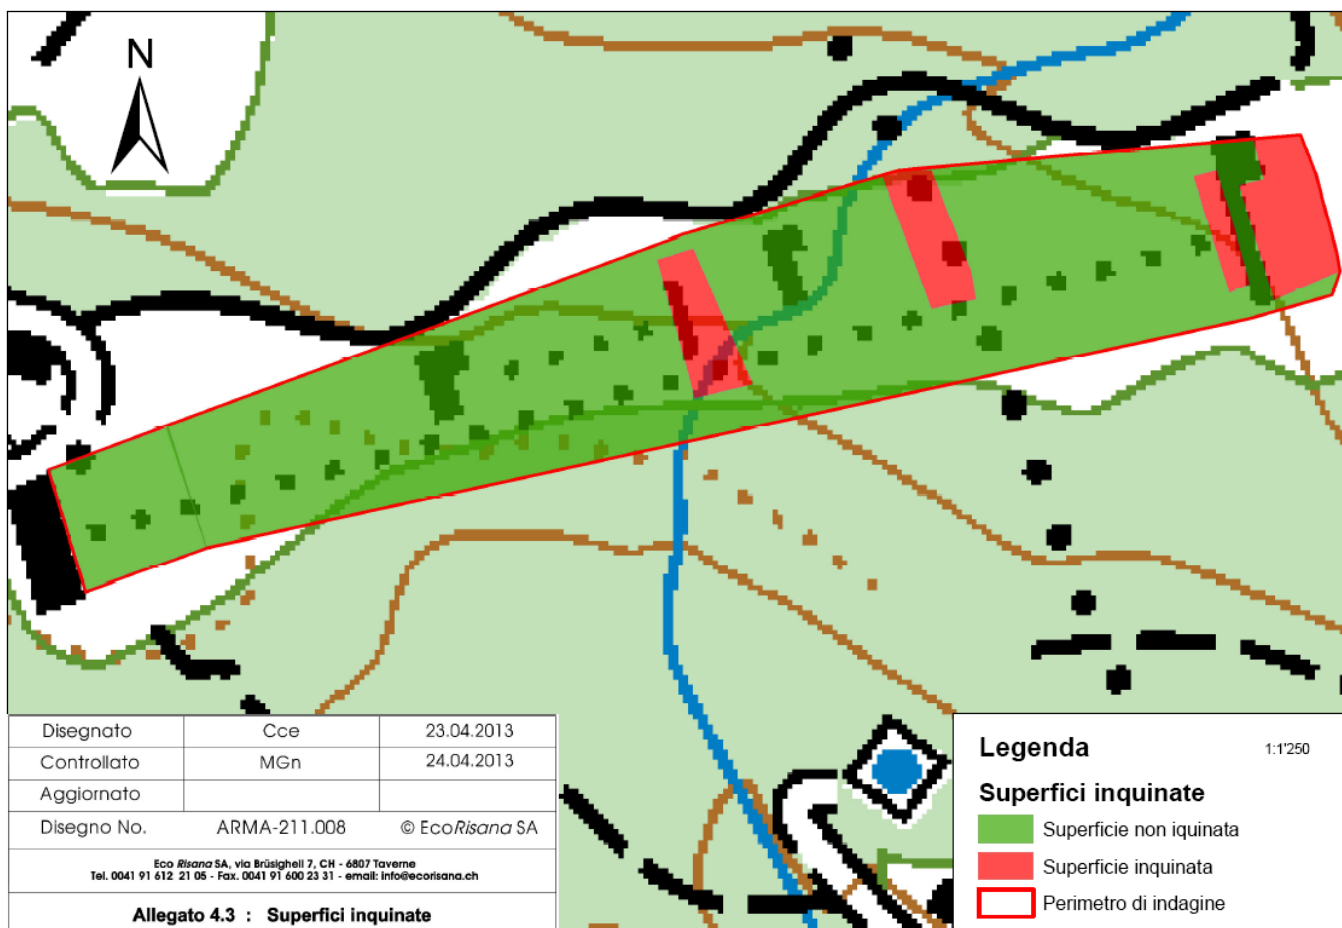 N
Disegnato Cce 23.04.2013
Controllato MGn 24.04.2013
Aggiornato
Disegno No. ARMA-211.008 © EcoRisana SA
Eco Risana SA, via Brüsighell 7, CH - 6807 Taverne
Tel. 0041 91 612 21 05 - Fax. 0041 91 600 23 31 - email: info@ecorisana.ch
Allegato 4.3 : Superfici inquinate
Legenda 1:1'250
Superfici inquinate
Superficie non iquinata
Superficie inquinata
Perimetro di indagine